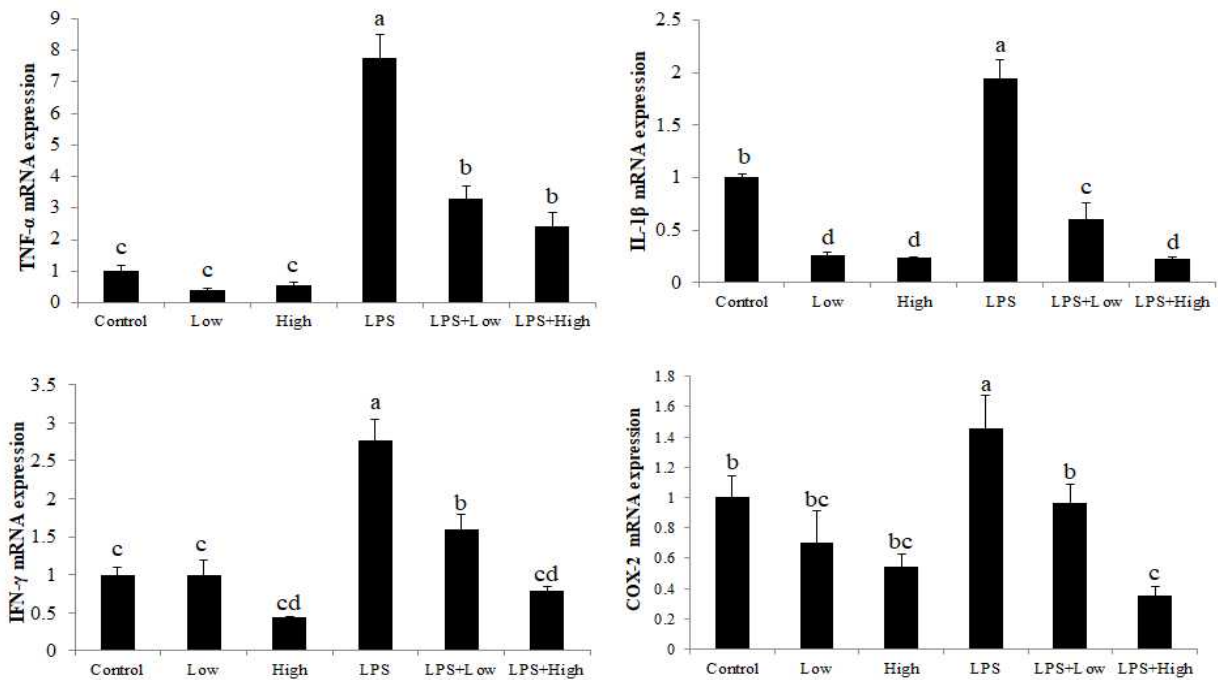 TNF-α mRNA expression
9
8
7
6
5
4
3
2
1
0
c
c
c
a
b
b
Control Low High LPS LPS+Low LPS+High
IL-1β mRNA expression
2.5
2
1.5
1
0.5
0
b
d
d
a
c
d
Control Low High LPS LPS+Low LPS+High
IFN-γ mRNA expression
3.5
3
2.5
2
1.5
1
0.5
0
c
c
cd
a
b
cd
Control Low High LPS LPS+Low LPS+High
COX-2 mRNA expression
1.8
1.6
1.4
1.2
1
0.8
0.6
0.4
0.2
0
b
bc
bc
a
b
c
Control Low High LPS LPS+Low LPS+High